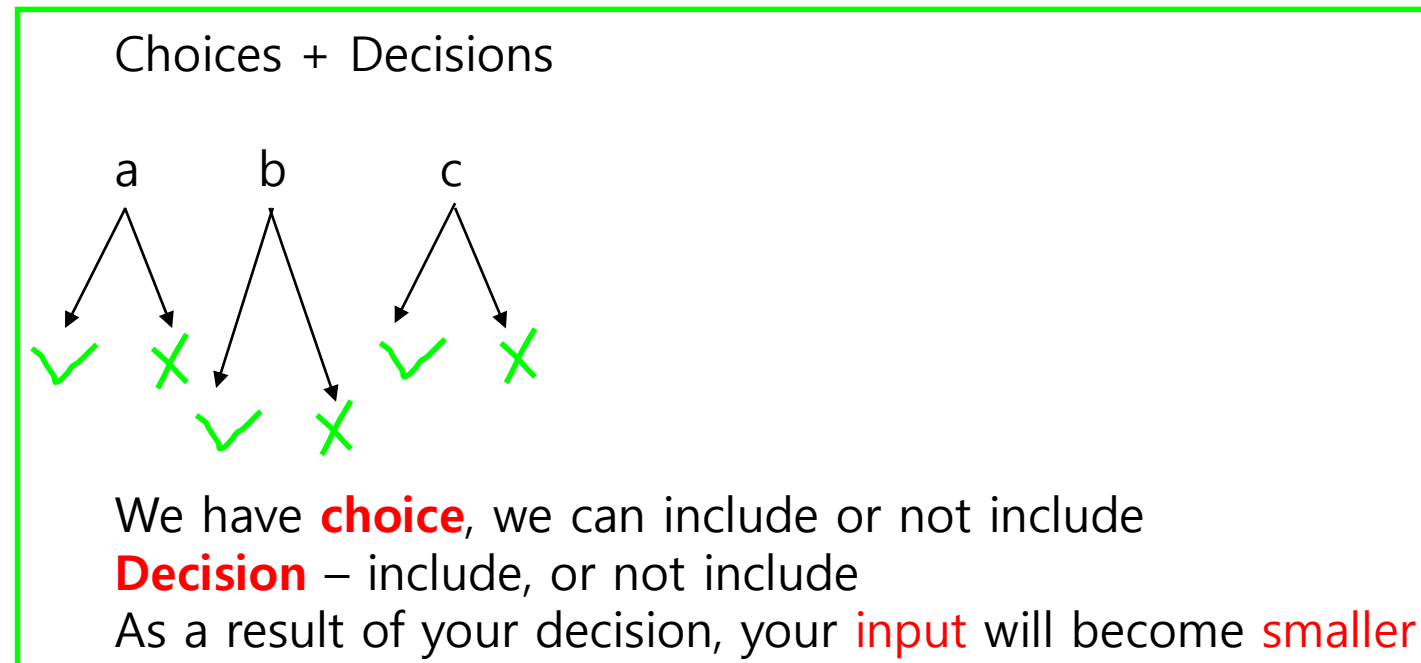 Choices + Decisions
a b c
We have choice, we can include or not include
Decision – include, or not include
As a result of your decision, your input will become smaller